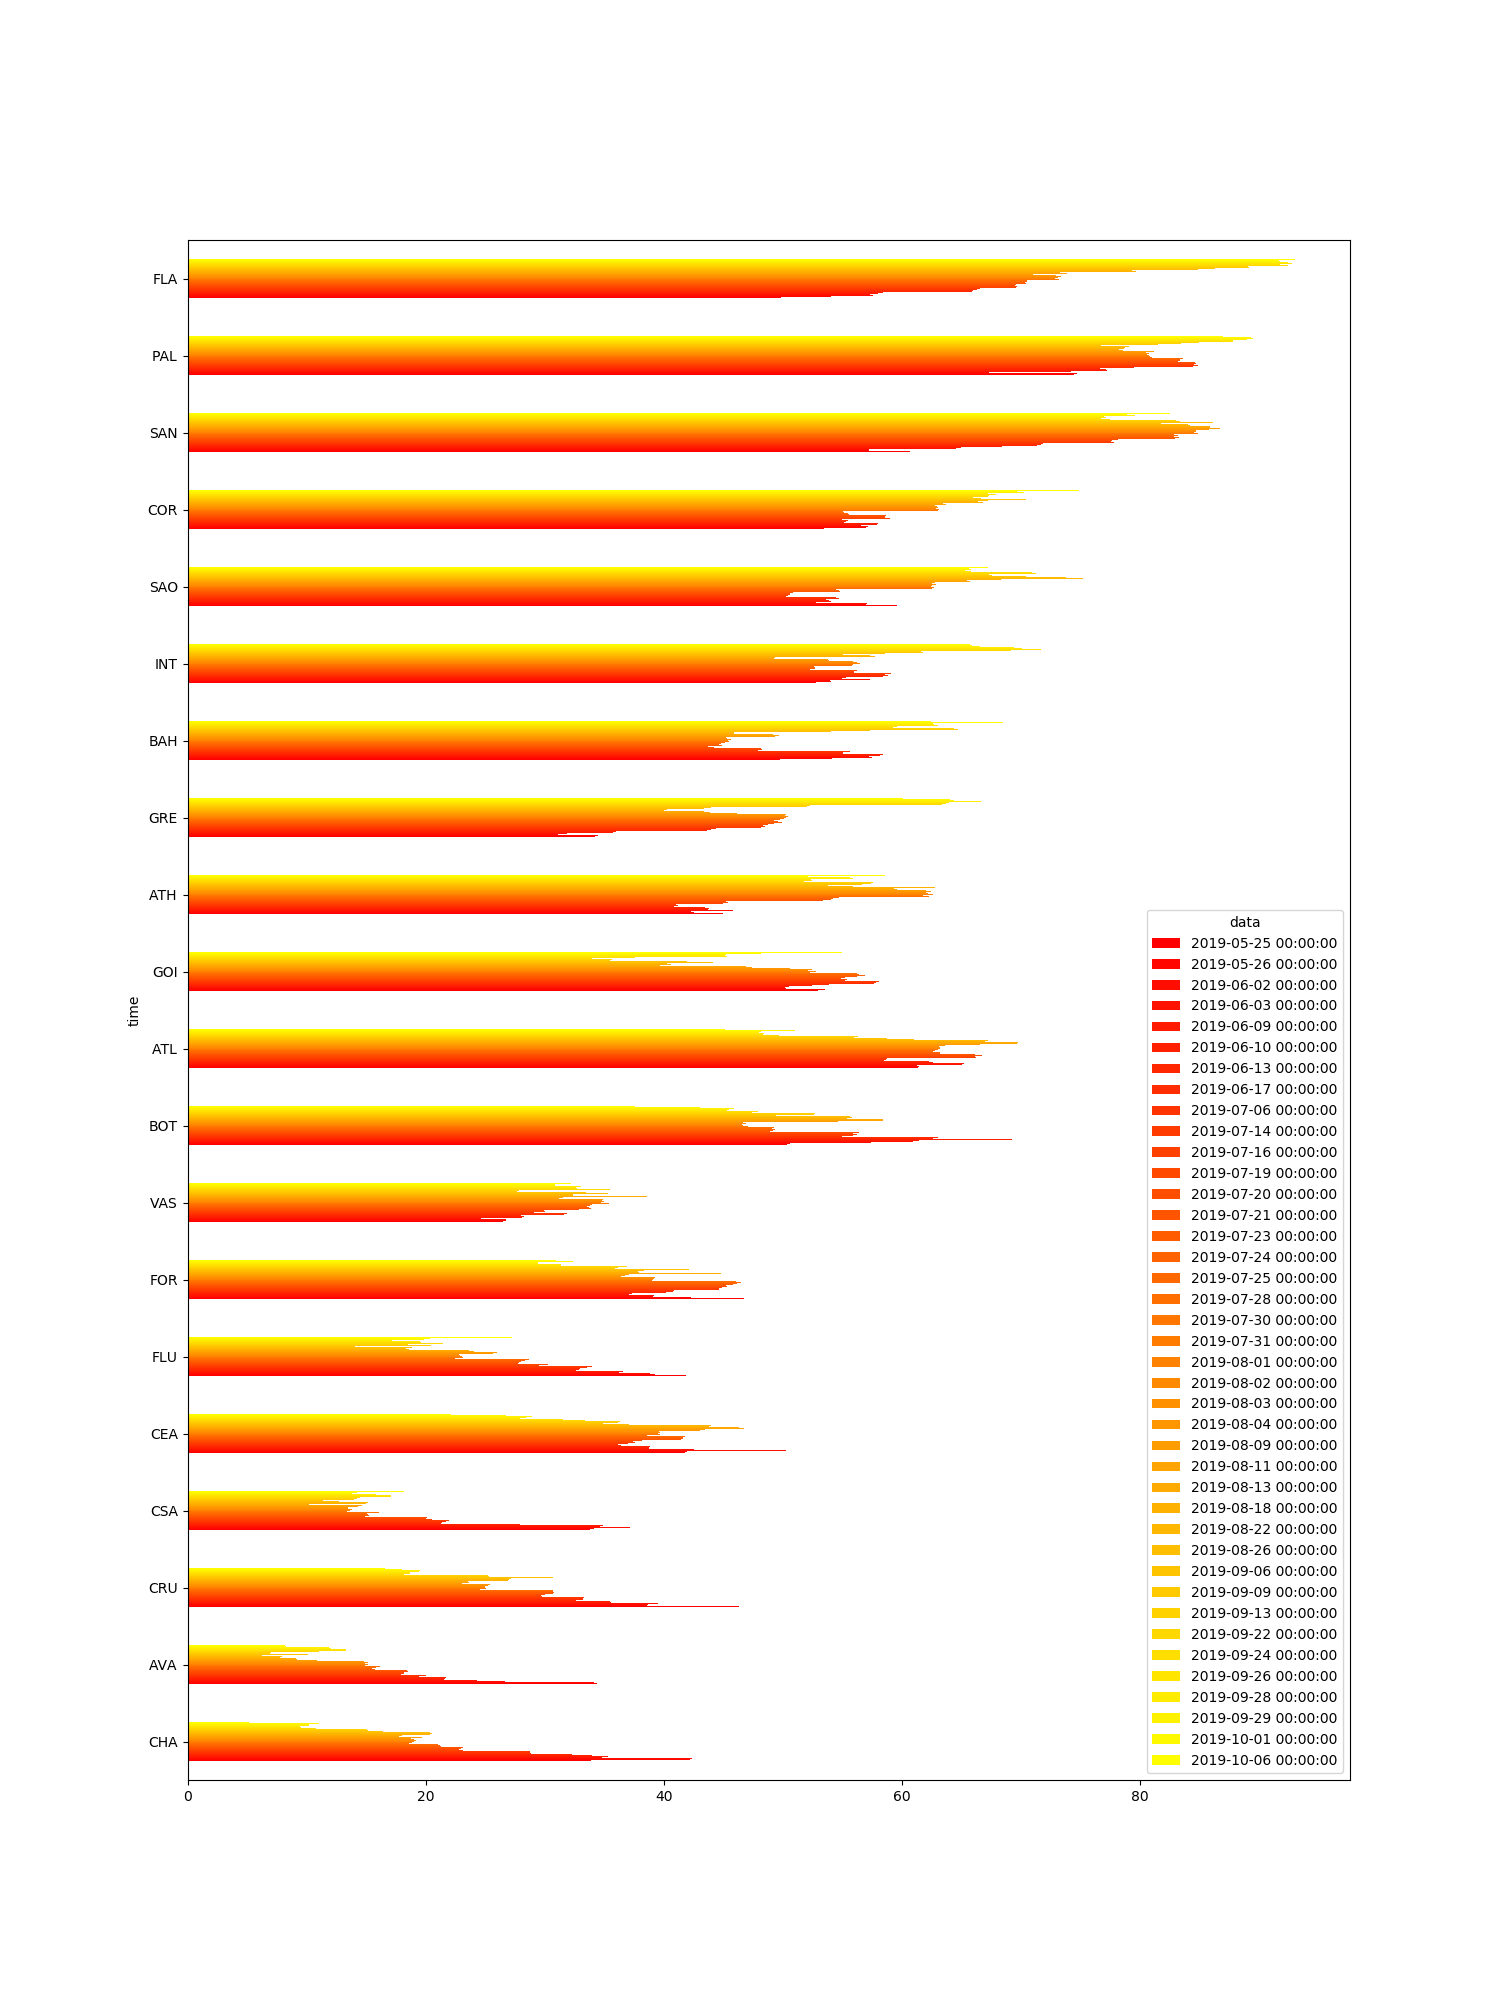 FLA
PAL
SAN
COR
SAO
INT
BAH
GRE
ATH
GOI
ATL
BOT
VAS
FOR
FLU
CEA
CSA
CRU
AVA
CHA
time
0 20 40 60 80
data
2019-05-25 00:00:00
2019-05-26 00:00:00
2019-06-02 00:00:00
2019-06-03 00:00:00
2019-06-09 00:00:00
2019-06-10 00:00:00
2019-06-13 00:00:00
2019-06-17 00:00:00
2019-07-06 00:00:00
2019-07-14 00:00:00
2019-07-16 00:00:00
2019-07-19 00:00:00
2019-07-20 00:00:00
2019-07-21 00:00:00
2019-07-23 00:00:00
2019-07-24 00:00:00
2019-07-25 00:00:00
2019-07-28 00:00:00
2019-07-30 00:00:00
2019-07-31 00:00:00
2019-08-01 00:00:00
2019-08-02 00:00:00
2019-08-03 00:00:00
2019-08-04 00:00:00
2019-08-09 00:00:00
2019-08-11 00:00:00
2019-08-13 00:00:00
2019-08-18 00:00:00
2019-08-22 00:00:00
2019-08-26 00:00:00
2019-09-06 00:00:00
2019-09-09 00:00:00
2019-09-13 00:00:00
2019-09-22 00:00:00
2019-09-24 00:00:00
2019-09-26 00:00:00
2019-09-28 00:00:00
2019-09-29 00:00:00
2019-10-01 00:00:00
2019-10-06 00:00:00